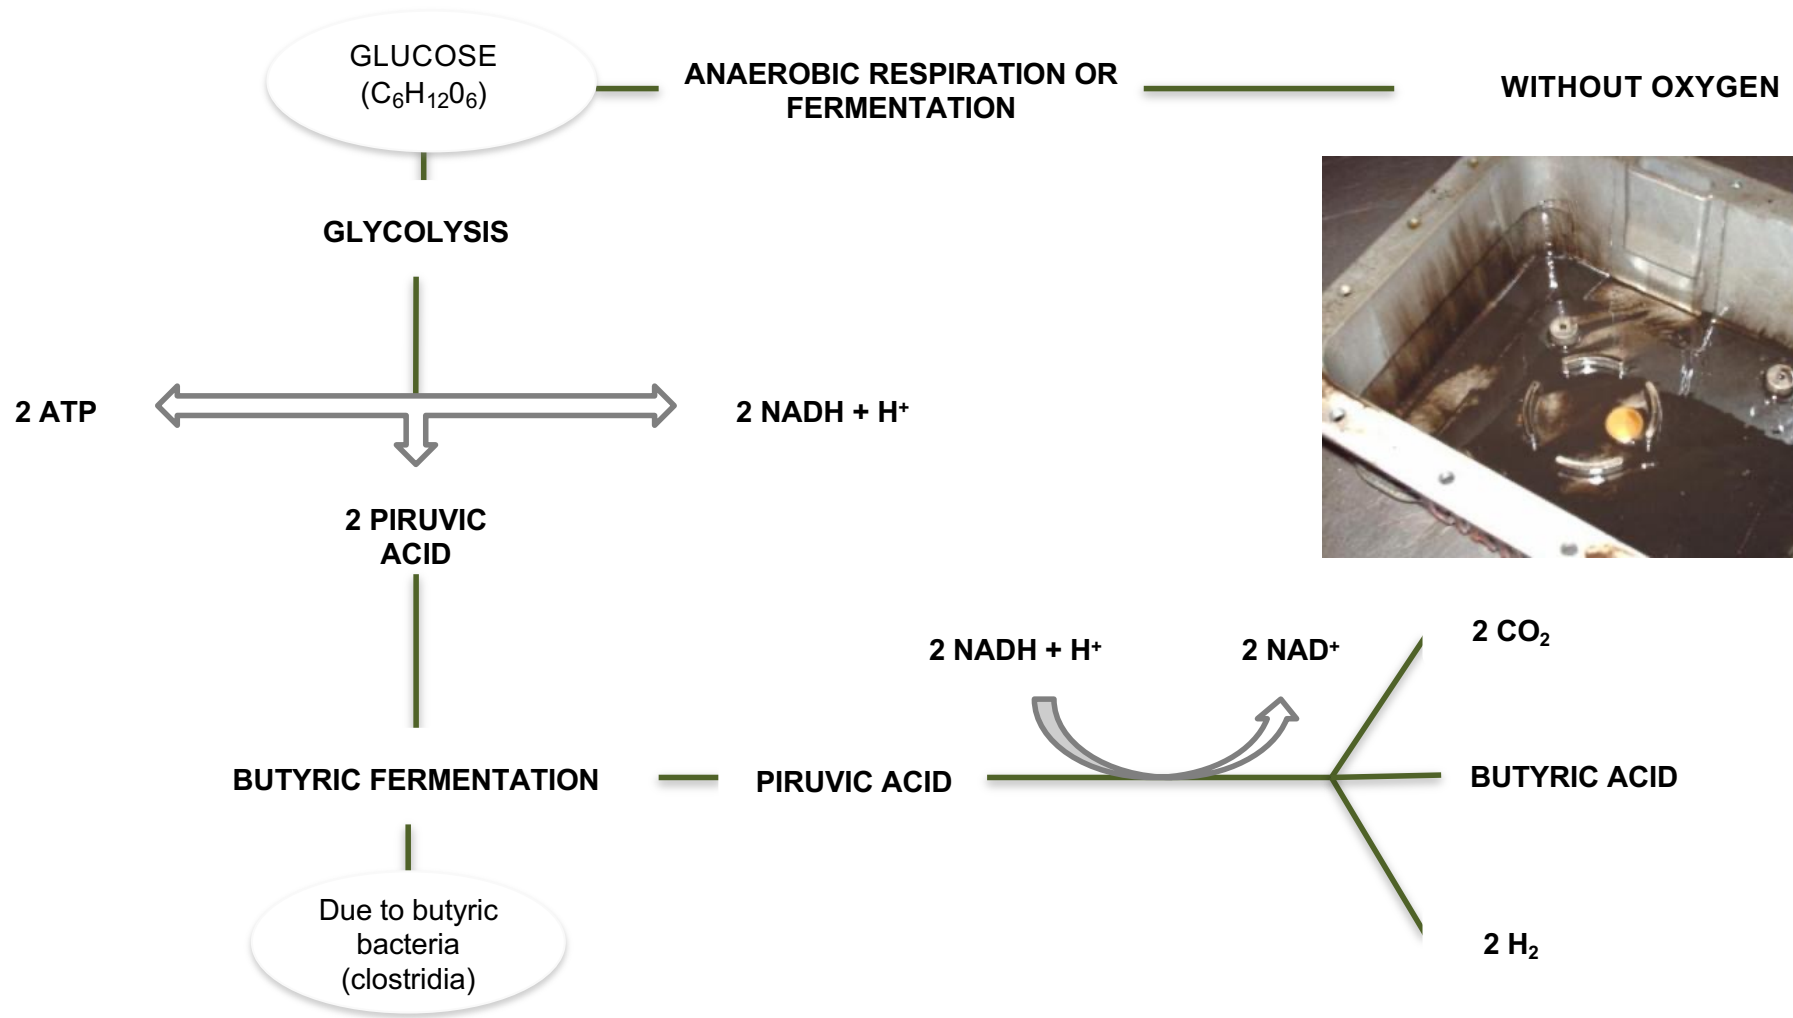 GLUCOSE
(C₆H₁₂0₆)
ANAEROBIC RESPIRATION OR
FERMENTATION
WITHOUT OXYGEN
GLYCOLYSIS
2 ATP
2 NADH + H⁺
2 PIRUVIC
ACID
2 NADH + H⁺
2 NAD⁺
2 CO₂
BUTYRIC FERMENTATION
PIRUVIC ACID
BUTYRIC ACID
Due to butyric
bacteria
(clostridia)
2 H₂